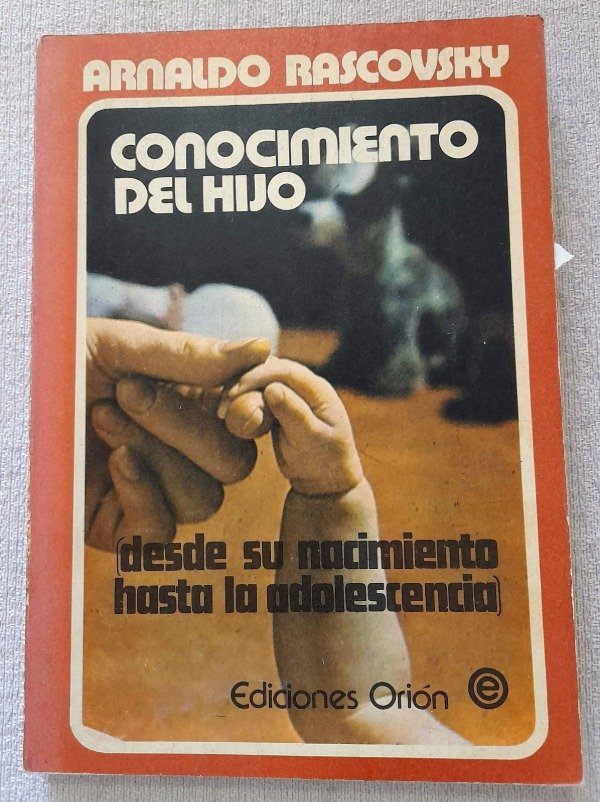 ARNALDO RASCOVSKY
CONOCIMIENTO
DEL HIJO
(desde su nacimiento
hasta la adolescencia)
Ediciones Orión e